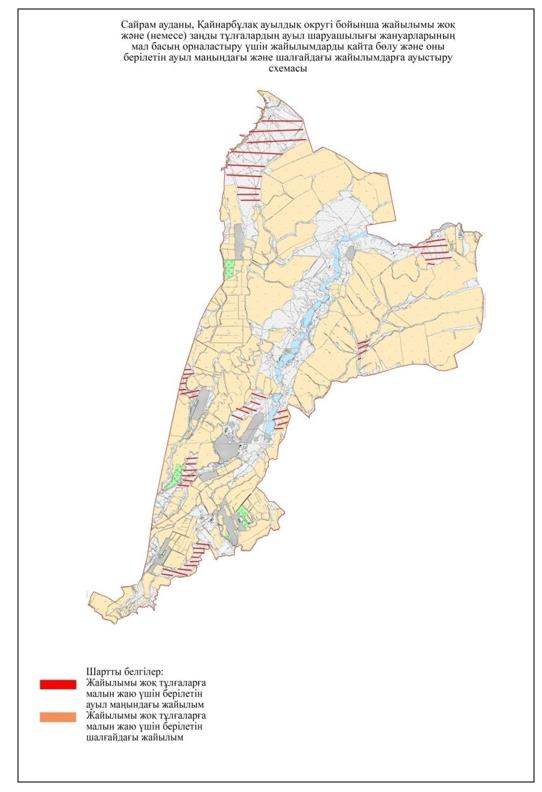 Сайрам ауданы, Қайнарбұлақ ауылдық округі бойынша жайылымы жоқ
және (немесе) заңды тұлғалардың ауыл шаруашылығы жануарларының
мал басың орналастыру үшін жайылымдарды қайта бөлу және оны
берілетін ауыл маңындағы және шалғайдағы жайылымдарға ауыстыру
схемасы
Шартты белгілер:
Жайылымы жоқ тұлғаларға
малын жаю үшін берілетін
ауыл маңындағы жайылым
Жайылымы жоқ тұлғаларға
малын жаю үшін берілетін
шалғайдағы жайылым